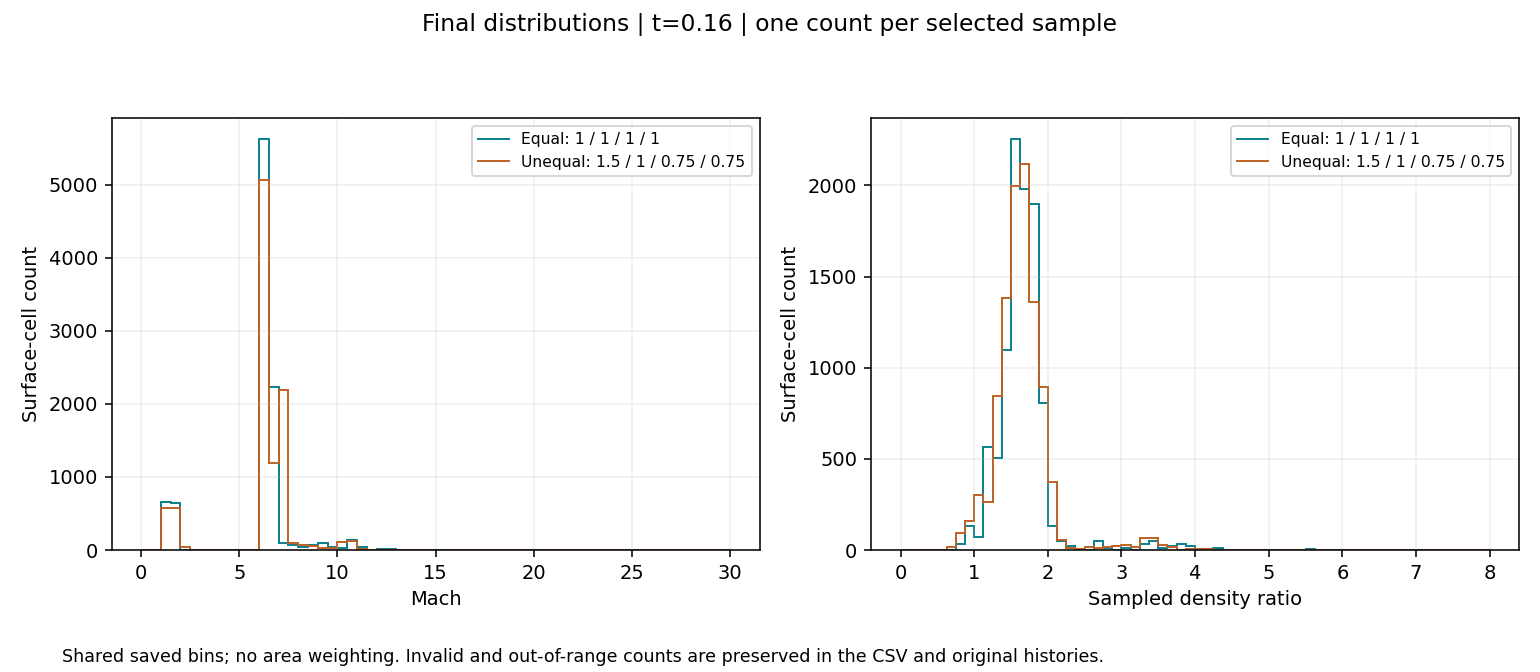 Final distributions | t=0.16 | one count per selected sample
Surface-cell count
5000
4000
3000
2000
1000
0
Equal: 1 / 1 / 1 / 1
Unequal: 1.5 / 1 / 0.75 / 0.75
0 5 10 15 20 25 30
Mach
Surface-cell count
2000
1500
1000
500
0
Equal: 1 / 1 / 1 / 1
Unequal: 1.5 / 1 / 0.75 / 0.75
0 1 2 3 4 5 6 7 8
Sampled density ratio
Shared saved bins; no area weighting. Invalid and out-of-range counts are preserved in the CSV and original histories.